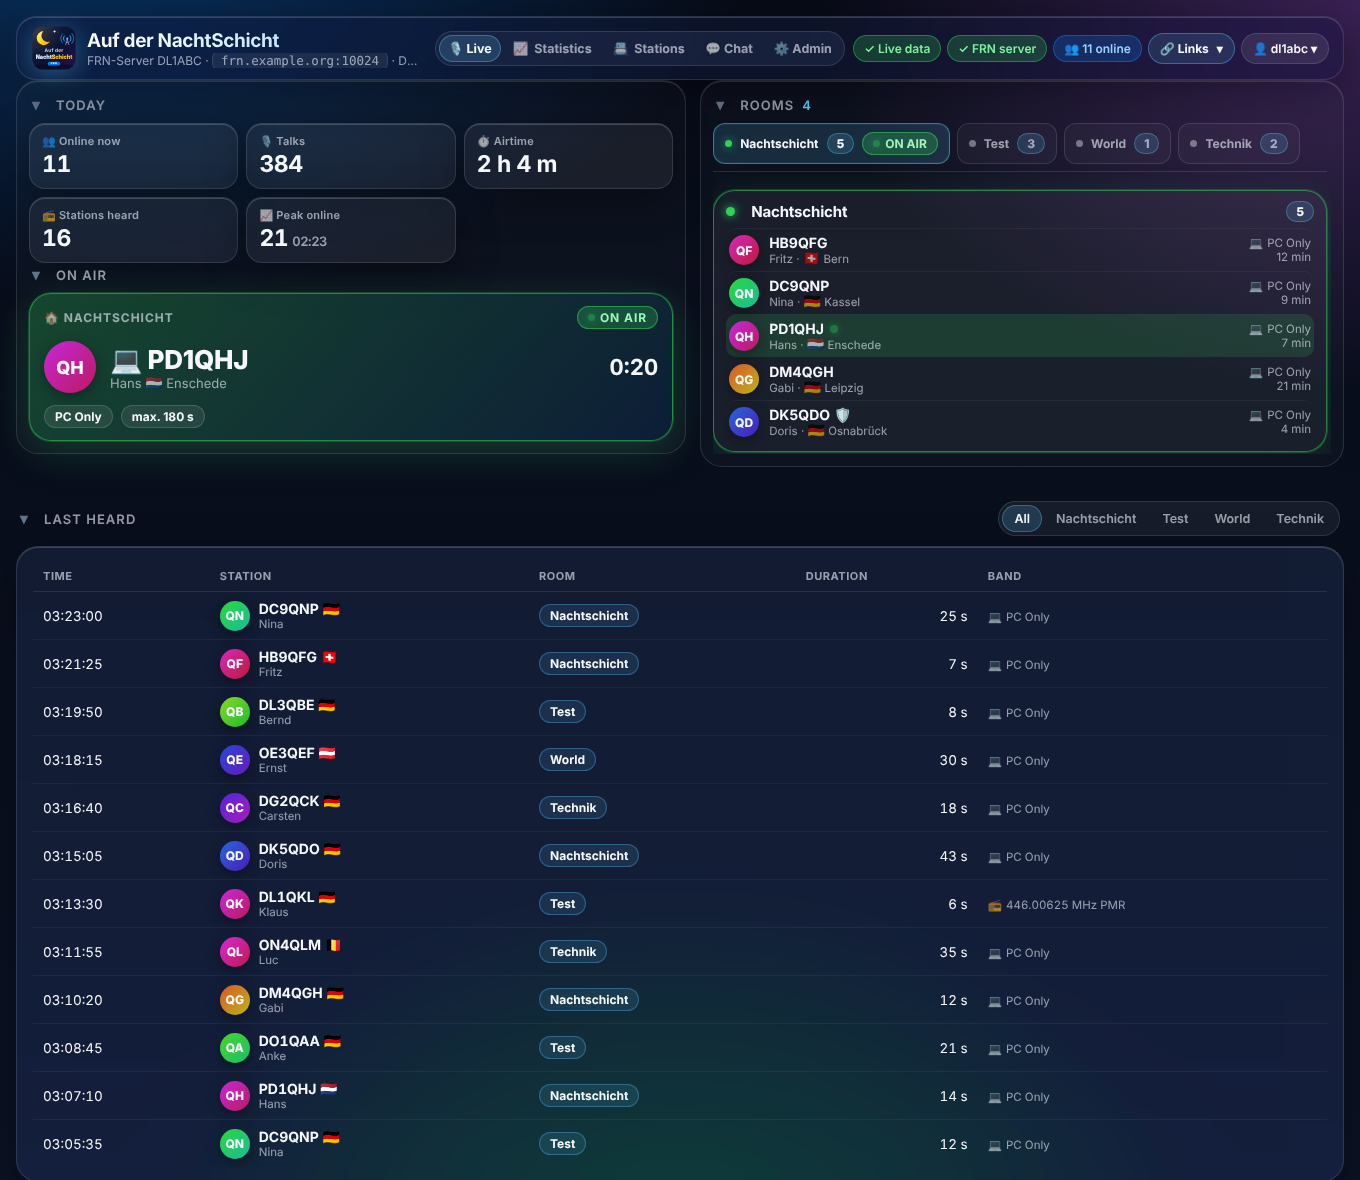 Auf der NachtSchicht
Auf der NachtSchicht
FRN-Server DL1ABC · frn.example.org:10024 · D...
Live Statistics Stations Chat Admin
✓ Live data ✓ FRN server 11 online Links ▾ dl1abc ▾
▼ TODAY
Online now
11
Talks
384
Airtime
2 h 4 m
Stations heard
16
Peak online
21 02:23
▼ ON AIR
NACHTSCHICHT ON AIR
QH PD1QHJ 0:20
Hans Enschede
PC Only max. 180 s
▼ ROOMS 4
Nachtschicht 5 ON AIR Test 3 World 1 Technik 2
Nachtschicht 5
QF HB9QFG PC Only
Fritz · Bern 12 min
QN DC9QNP PC Only
Nina · Kassel 9 min
QH PD1QHJ PC Only
Hans · Enschede 7 min
QG DM4QGH PC Only
Gabi · Leipzig 21 min
QD DK5QDO PC Only
Doris · Osnabrück 4 min
▼ LAST HEARD
All Nachtschicht Test World Technik
TIME STATION ROOM DURATION BAND
03:23:00 QN DC9QNP Nachtschicht 25 s PC Only
Nina
03:21:25 QF HB9QFG Nachtschicht 7 s PC Only
Fritz
03:19:50 QB DL3QBE Test 8 s PC Only
Bernd
03:18:15 QE OE3QEF World 30 s PC Only
Ernst
03:16:40 QC DG2QCK Technik 18 s PC Only
Carsten
03:15:05 QD DK5QDO Nachtschicht 43 s PC Only
Doris
03:13:30 QK DL1QKL Test 6 s 446.00625 MHz PMR
Klaus
03:11:55 QL ON4QLM Technik 35 s PC Only
Luc
03:10:20 QG DM4QGH Nachtschicht 12 s PC Only
Gabi
03:08:45 QA DO1QAA Test 21 s PC Only
Anke
03:07:10 QH PD1QHJ Nachtschicht 14 s PC Only
Hans
03:05:35 QN DC9QNP Test 12 s PC Only
Nina